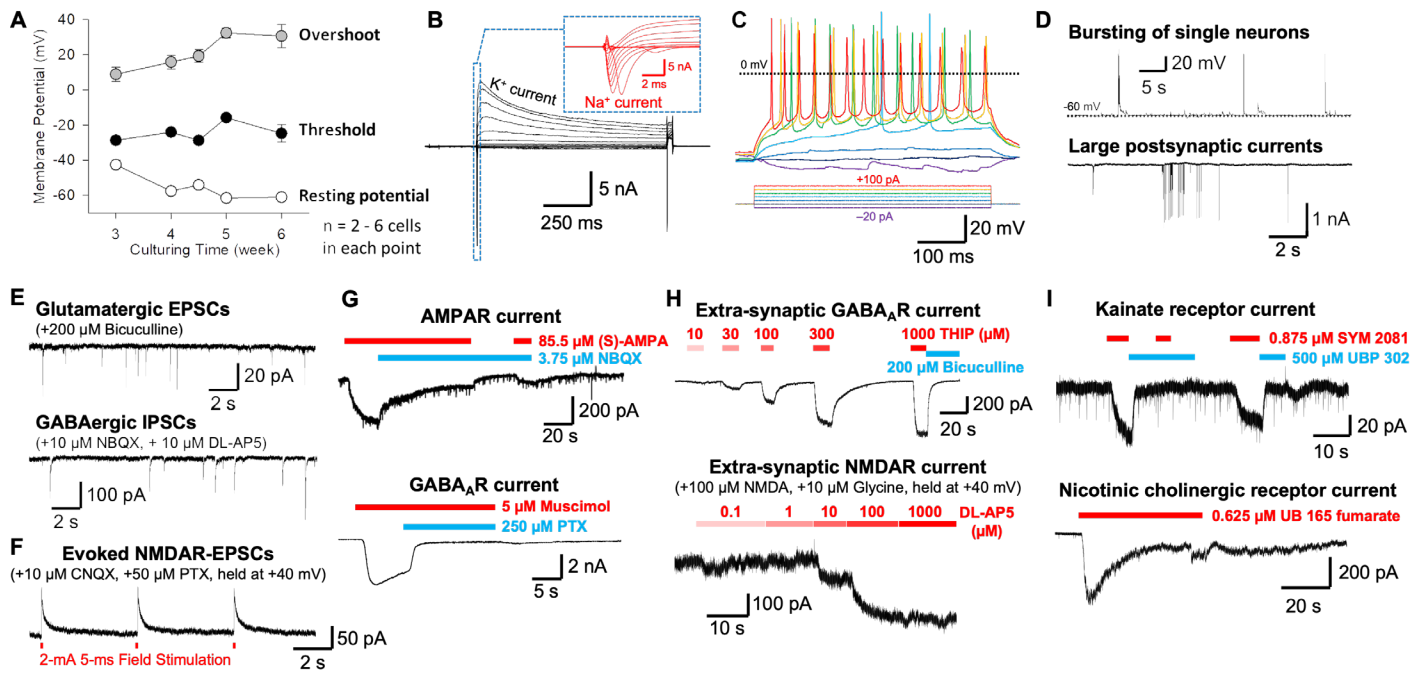 A
Membrane Potential (mV)
40
20
0
-20
-40
-60
Overshoot
Threshold
Resting potential
3
4
5
6
Culturing Time (week)
n = 2 - 6 cells
in each point
B
K+ current
Na+ current
5 nA
2 ms
5 nA
250 ms
C
0 mV
+100 pA
–20 pA
20 mV
100 ms
D
Bursting of single neurons
20 mV
5 s
-60 mV
Large postsynaptic currents
1 nA
2 s
E
Glutamatergic EPSCs
(+200 µM Bicuculline)
20 pA
2 s
GABAergic IPSCs
(+10 µM NBQX, + 10 µM DL-AP5)
100 pA
2 s
F
Evoked NMDAR-EPSCs
(+10 µM CNQX, +50 µM PTX, held at +40 mV)
50 pA
2 s
2-mA 5-ms Field Stimulation
G
AMPAR current
85.5 µM (S)-AMPA
3.75 µM NBQX
200 pA
20 s
GABAAR current
5 µM Muscimol
250 µM PTX
2 nA
5 s
H
Extra-synaptic GABAAR current
10 30 100 300 1000 THIP (µM)
200 µM Bicuculline
200 pA
20 s
Extra-synaptic NMDAR current
(+100 µM NMDA, +10 µM Glycine, held at +40 mV)
0.1 1 10 100 1000 DL-AP5
(µM)
100 pA
10 s
I
Kainate receptor current
0.875 µM SYM 2081
500 µM UBP 302
20 pA
10 s
Nicotinic cholinergic receptor current
0.625 µM UB 165 fumarate
200 pA
20 s